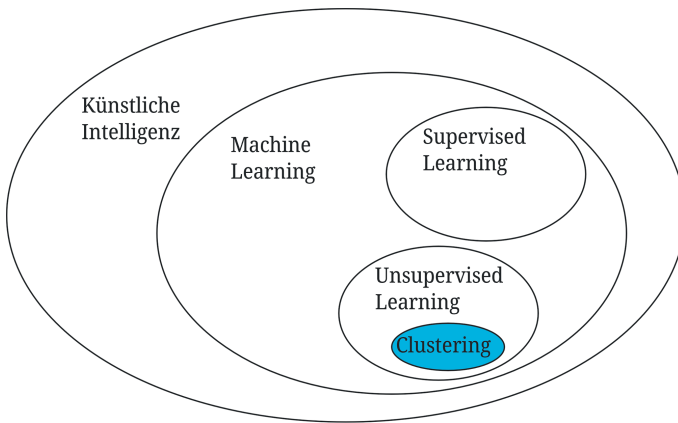 Künstliche
Intelligenz
Machine
Learning
Supervised
Learning
Unsupervised
Learning
Clustering